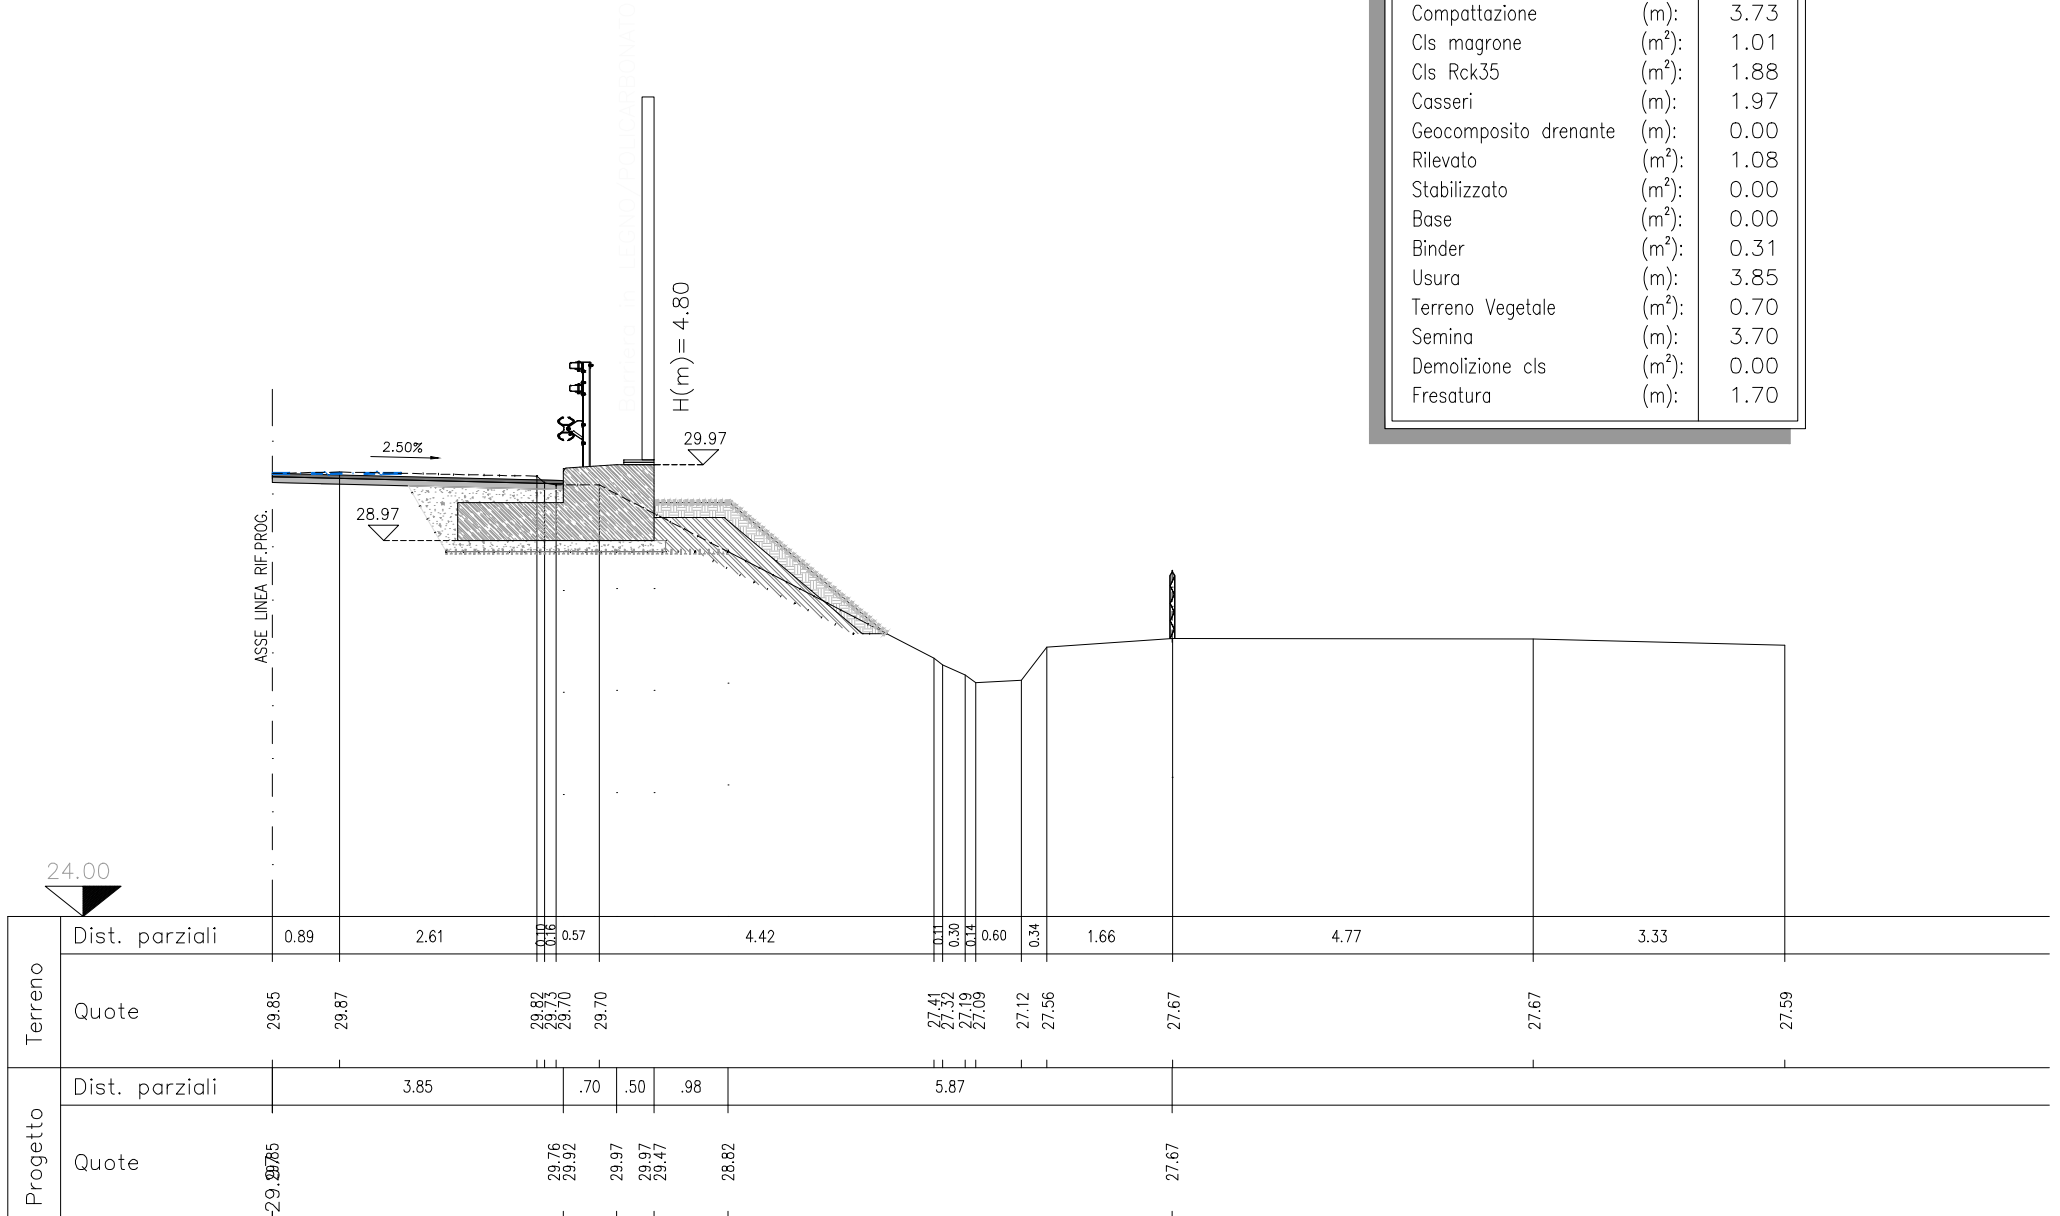 Compattazione (m): 3.73
Cls magrone (m²): 1.01
Cls Rck35 (m²): 1.88
Casseri (m): 1.97
Geocomposito drenante (m): 0.00
Rilevato (m²): 1.08
Stabilizzato (m²): 0.00
Base (m²): 0.00
Binder (m²): 0.31
Usura (m): 3.85
Terreno Vegetale (m²): 0.70
Semina (m): 3.70
Demolizione cls (m²): 0.00
Fresatura (m): 1.70
H(m)= 4.80
2.50%
29.97
28.97
ASSE LINEA RIF.PROG.
24.00
Terreno
Dist. parziali 0.89 2.61 0.10 0.16 0.57 4.42 0.11 0.30 0.14 0.60 0.34 1.66 4.77 3.33
Quote 29.85 29.87 29.82 29.73 29.70 29.70 27.41 27.32 27.19 27.09 27.12 27.56 27.67 27.67 27.59
Progetto
Dist. parziali 3.85 .70 .50 .98 5.87
Quote 29.76 29.92 29.97 29.97 29.47 28.82 27.67